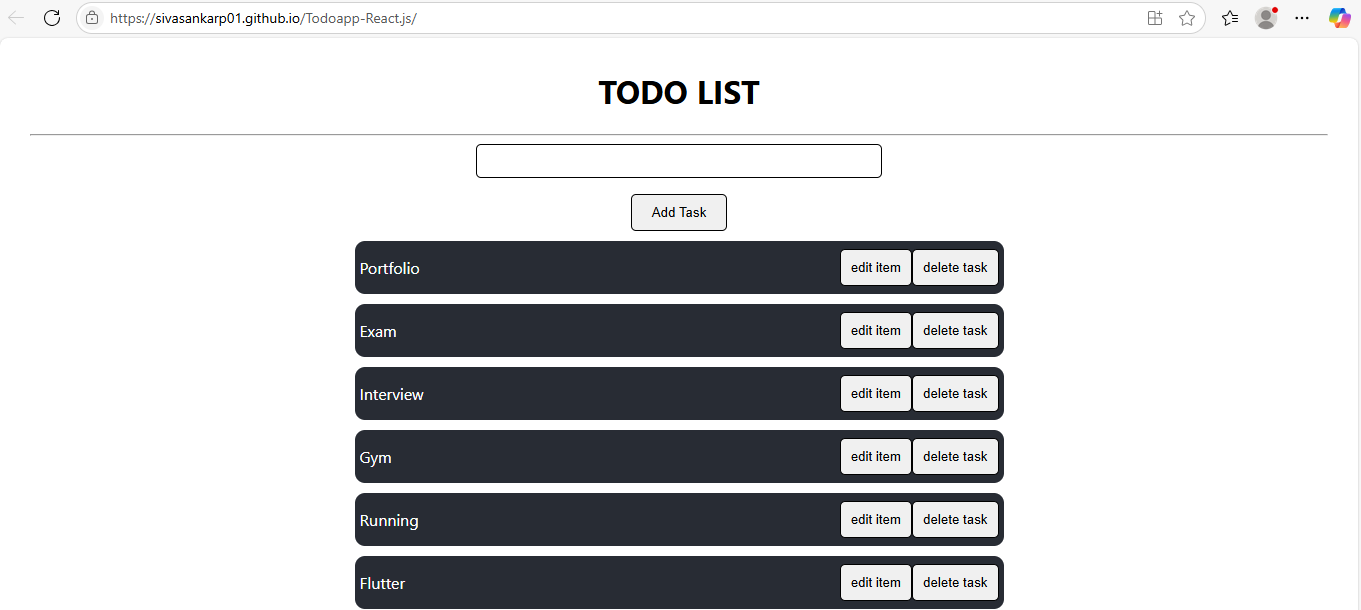 https://sivasankarp01.github.io/Todoapp-React.js/
TODO LIST
Add Task
Portfolio edit item delete task
Exam edit item delete task
Interview edit item delete task
Gym edit item delete task
Running edit item delete task
Flutter edit item delete task